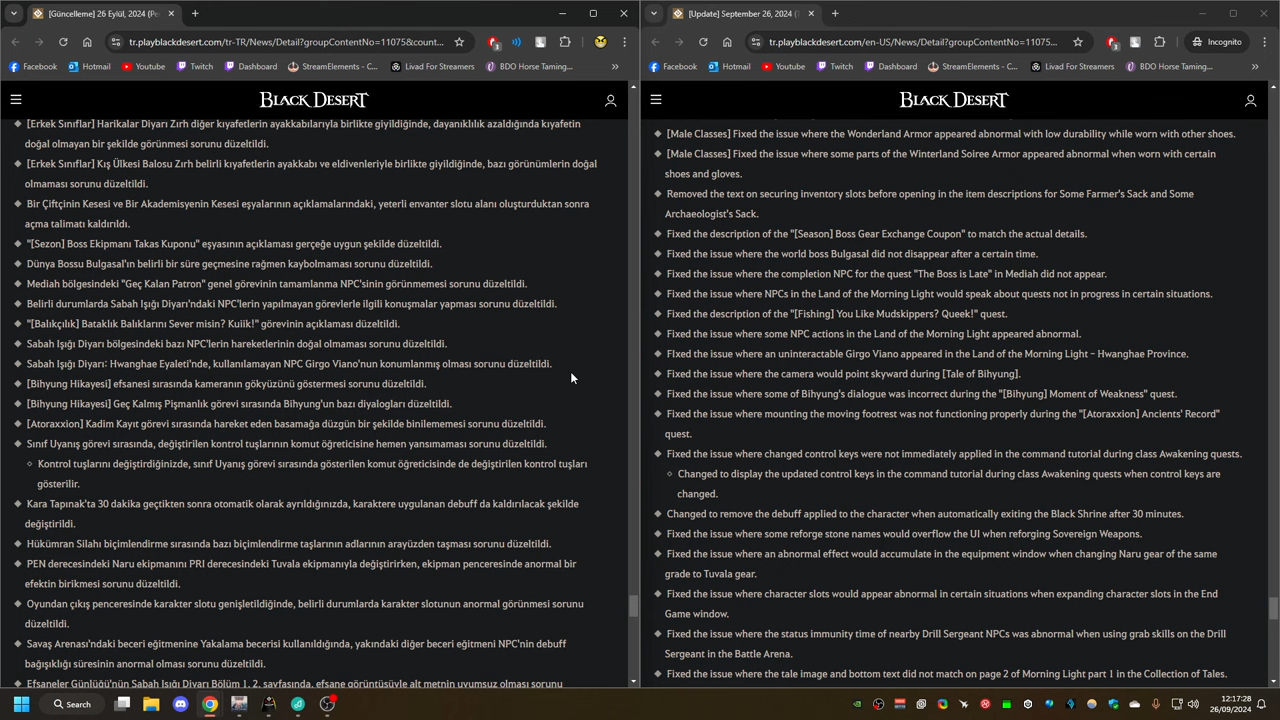 [Güncelleme] 26 Eylül, 2024 (Pe
[Update] September 26, 2024 (T
tr.playblackdesert.com/tr-TR/News/Detail?groupContentNo=11075&count...
tr.playblackdesert.com/en-US/News/Detail?groupContentNo=11075...
Incognito
Facebook Hotmail Youtube Twitch Dashboard StreamElements - C... Livad For Streamers BDO Horse Taming... »
Facebook Hotmail Youtube Twitch Dashboard StreamElements - C... Livad For Streamers BDO Horse Taming... »
BLACK DESERT
BLACK DESERT
[Erkek Sınıflar] Harikalar Diyarı Zırh diğer kıyafetlerin ayakkabılarıyla birlikte giyildiğinde, dayanıklılık azaldığında kıyafetin
doğal olmayan bir şekilde görünmesi sorunu düzeltildi.
[Erkek Sınıflar] Kış Ülkesi Balosu Zırh belirli kıyafetlerin ayakkabı ve eldivenleriyle birlikte giyildiğinde, bazı görünümlerin doğal
olmaması sorunu düzeltildi.
Bir Çiftçinin Kesesi ve Bir Akademisyenin Kesesi eşyalarının açıklamalarındaki, yeterli envanter slotu alanı oluşturduktan sonra
açma talimatı kaldırıldı.
"[Sezon] Boss Ekipmanı Takas Kuponu" eşyasının açıklaması gerçeğe uygun şekilde düzeltildi.
Dünya Bossu Bulgasal'ın belirli bir süre geçmesine rağmen kaybolmaması sorunu düzeltildi.
Mediah bölgesindeki "Geç Kalan Patron" genel görevinin tamamlanma NPC'sinin görünmemesi sorunu düzeltildi.
Belirli durumlarda Sabah Işığı Diyarı'ndaki NPC'lerin yapılmayan görevlerle ilgili konuşmalar yapması sorunu düzeltildi.
"[Balıkçılık] Bataklık Balıklarını Sever misin? Kuiik!" görevinin açıklaması düzeltildi.
Sabah Işığı Diyarı bölgesindeki bazı NPC'lerin hareketlerinin doğal olmaması sorunu düzeltildi.
Sabah Işığı Diyarı: Hwanghae Eyaleti'nde, kullanılamayan NPC Girgo Viano'nun konumlanmış olması sorunu düzeltildi.
[Bihyung Hikayesi] efsanesi sırasında kameranın gökyüzünü göstermesi sorunu düzeltildi.
[Bihyung Hikayesi] Geç Kalmış Pişmanlık görevi sırasında Bihyung'un bazı diyalogları düzeltildi.
[Atoraxxion] Kadim Kayıt görevi sırasında hareket eden basamağa düzgün bir şekilde binilememesi sorunu düzeltildi.
Sınıf Uyanış görevi sırasında, değiştirilen kontrol tuşlarının komut öğreticisine hemen yansımaması sorunu düzeltildi.
Kontrol tuşlarını değiştirdiğinizde, sınıf Uyanış görevi sırasında gösterilen komut öğreticisinde de değiştirilen kontrol tuşları
gösterilir.
Kara Tapınak'ta 30 dakika geçtikten sonra otomatik olarak ayrıldığınızda, karaktere uygulanan debuff da kaldırılacak şekilde
değiştirildi.
Hükümran Silahı biçimlendirme sırasında bazı biçimlendirme taşlarının adlarının arayüzden taşması sorunu düzeltildi.
PEN derecesindeki Naru ekipmanını PRI derecesindeki Tuvala ekipmanıyla değiştirirken, ekipman penceresinde anormal bir
efektin birikmesi sorunu düzeltildi.
Oyundan çıkış penceresinde karakter slotu genişletildiğinde, belirli durumlarda karakter slotunun anormal görünmesi sorunu
düzeltildi.
Savaş Arenası'ndaki beceri eğitmenine Yakalama becerisi kullanıldığında, yakındaki diğer beceri eğitmeni NPC'nin debuff
bağışıklığı süresinin anormal olması sorunu düzeltildi.
Efsaneler Günlüğü'nün Sabah Işığı Diyarı Bölüm 1, 2. sayfasında, efsane görüntüsüyle alt metnin uyumsuz olması sorunu
[Male Classes] Fixed the issue where the Wonderland Armor appeared abnormal with low durability while worn with other shoes.
[Male Classes] Fixed the issue where some parts of the Winterland Soiree Armor appeared abnormal when worn with certain
shoes and gloves.
Removed the text on securing inventory slots before opening in the item descriptions for Some Farmer's Sack and Some
Archaeologist's Sack.
Fixed the description of the "[Season] Boss Gear Exchange Coupon" to match the actual details.
Fixed the issue where the world boss Bulgasal did not disappear after a certain time.
Fixed the issue where the completion NPC for the quest "The Boss is Late" in Mediah did not appear.
Fixed the issue where NPCs in the Land of the Morning Light would speak about quests not in progress in certain situations.
Fixed the description of the "[Fishing] You Like Mudskippers? Queek!" quest.
Fixed the issue where some NPC actions in the Land of the Morning Light appeared abnormal.
FIxed the issue where an uninteractable Girgo Viano appeared in the Land of the Morning Light - Hwanghae Province.
Fixed the issue where the camera would point skyward during [Tale of Bihyung].
Fixed the issue where some of Bihyung's dialogue was incorrect during the "[Bihyung] Moment of Weakness" quest.
Fixed the issue where mounting the moving footrest was not functioning properly during the "[Atoraxxion] Ancients' Record"
quest.
Fixed the issue where changed control keys were not immediately applied in the command tutorial during class Awakening quests.
Changed to display the updated control keys in the command tutorial during class Awakening quests when control keys are
changed.
Changed to remove the debuff applied to the character when automatically exiting the Black Shrine after 30 minutes.
Fixed the issue where some reforge stone names would overflow the UI when reforging Sovereign Weapons.
Fixed the issue where an abnormal effect would accumulate in the equipment window when changing Naru gear of the same
grade to Tuvala gear.
Fixed the issue where character slots would appear abnormal in certain situations when expanding character slots in the End
Game window.
Fixed the issue where the status immunity time of nearby Drill Sergeant NPCs was abnormal when using grab skills on the Drill
Sergeant in the Battle Arena.
Fixed the issue where the tale image and bottom text did not match on page 2 of Morning Light part 1 in the Collection of Tales.
Search
12:17:28
26/09/2024